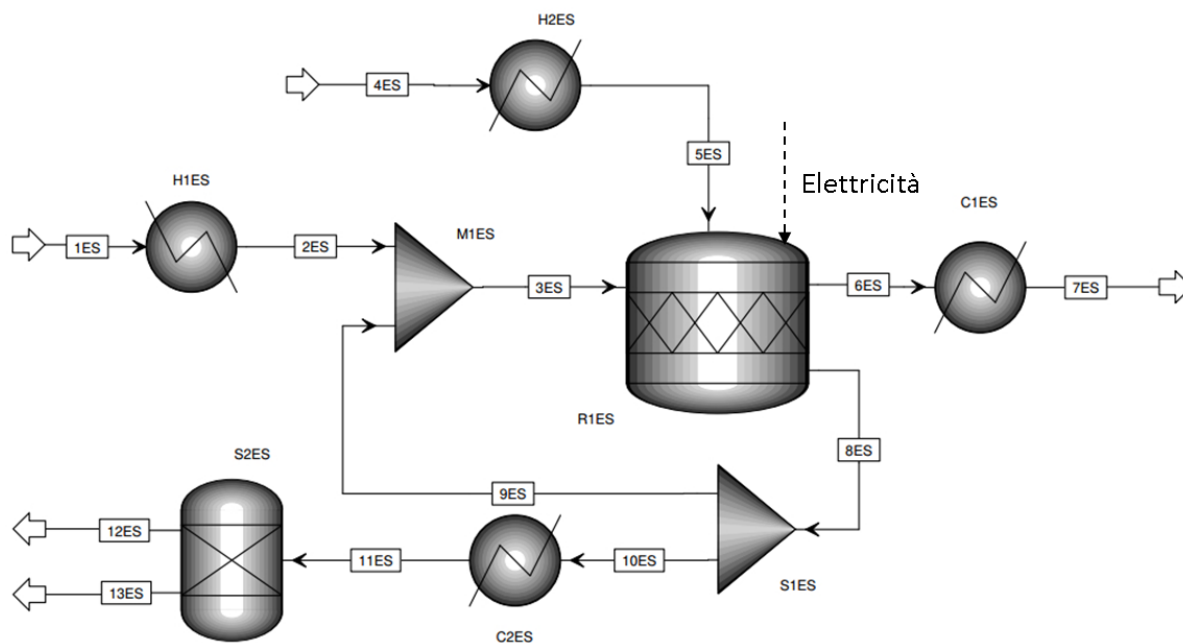 H2ES
4ES
5ES
Elettricità
H1ES
C1ES
1ES
2ES
M1ES
3ES
6ES
7ES
R1ES
8ES
S2ES
9ES
12ES
11ES
10ES
13ES
S1ES
C2ES